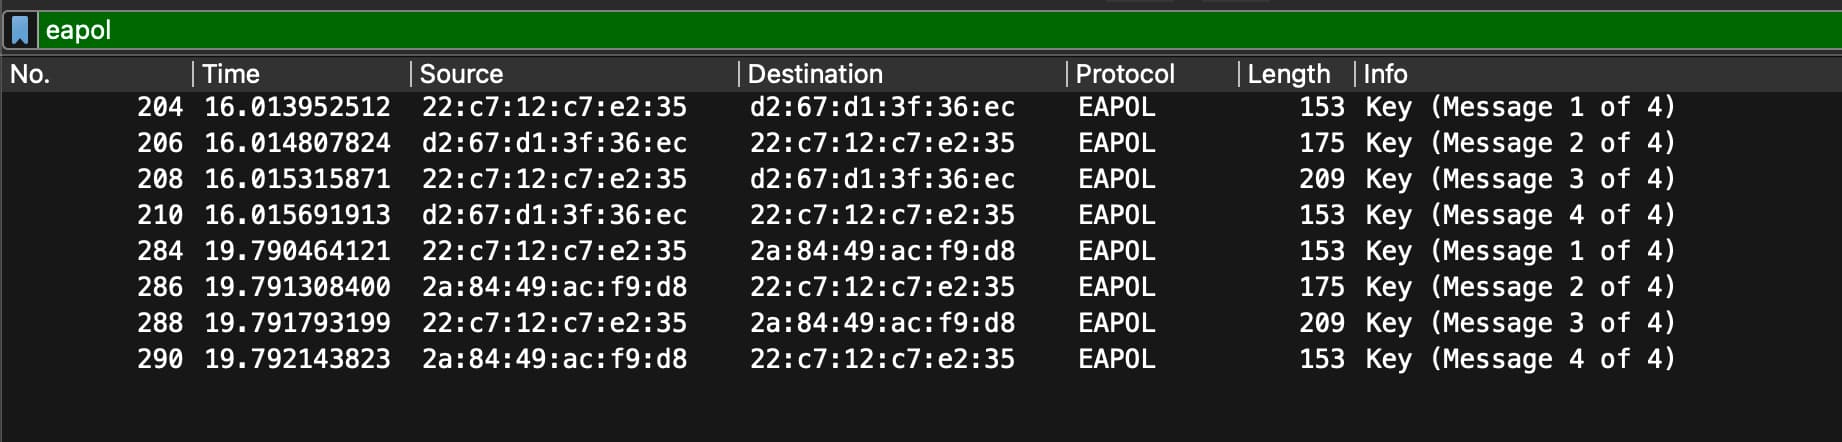 eapol
No. Time Source Destination Protocol Length Info
204 16.013952512 22:c7:12:c7:e2:35 d2:67:d1:3f:36:ec EAPOL 153 Key (Message 1 of 4)
206 16.014807824 d2:67:d1:3f:36:ec 22:c7:12:c7:e2:35 EAPOL 175 Key (Message 2 of 4)
208 16.015315871 22:c7:12:c7:e2:35 d2:67:d1:3f:36:ec EAPOL 209 Key (Message 3 of 4)
210 16.015691913 d2:67:d1:3f:36:ec 22:c7:12:c7:e2:35 EAPOL 153 Key (Message 4 of 4)
284 19.790464121 22:c7:12:c7:e2:35 2a:84:49:ac:f9:d8 EAPOL 153 Key (Message 1 of 4)
286 19.791308400 2a:84:49:ac:f9:d8 22:c7:12:c7:e2:35 EAPOL 175 Key (Message 2 of 4)
288 19.791793199 22:c7:12:c7:e2:35 2a:84:49:ac:f9:d8 EAPOL 209 Key (Message 3 of 4)
290 19.792143823 2a:84:49:ac:f9:d8 22:c7:12:c7:e2:35 EAPOL 153 Key (Message 4 of 4)